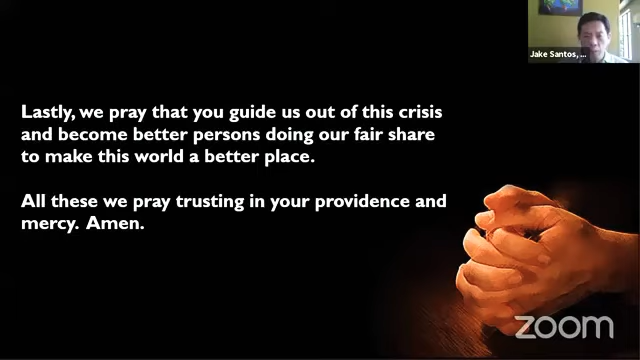 Jake Santos, ...
Lastly, we pray that you guide us out of this crisis
and become better persons doing our fair share
to make this world a better place.
All these we pray trusting in your providence and
mercy. Amen.
zoom